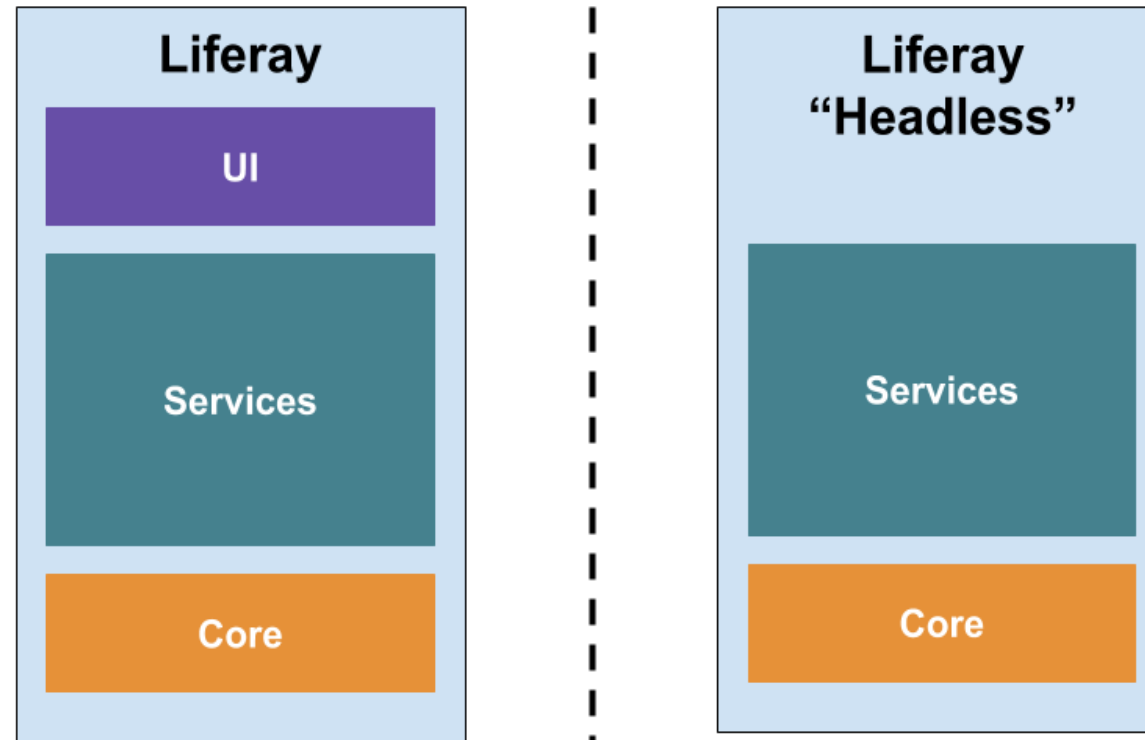 Liferay
UI
Services
Core
Liferay
“Headless”
Services
Core